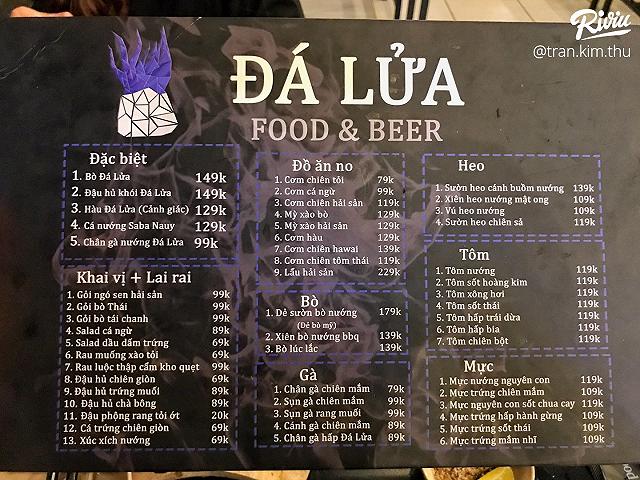 Riviu
@tran.kim.thu
ĐÁ LỬA
FOOD & BEER
Đặc biệt
1. Bò Đá Lửa 149k
2. Đậu hủ khói Đá Lửa 149k
3. Hàu Đá Lửa (Cảnh giác) 129k
4. Cá nướng Saba Nauy 129k
5. Chân gà nướng Đá Lửa 99k
Khai vị + Lai rai
1. Gỏi ngó sen hải sản 99k
2. Gỏi bò Thái 99k
3. Gỏi bò tái chanh 99k
4. Salad cá ngừ 89k
5. Salad dầu dấm trứng 69k
6. Rau muống xào tỏi 69k
7. Rau luộc thập cẩm kho quẹt 99k
8. Đậu hủ chiên giòn 69k
9. Đậu hủ trứng muối 89k
10. Đậu hủ chà bông 89k
11. Đậu phộng rang tỏi ớt 20k
12. Cá trứng chiên giòn 69k
13. Xúc xích nướng 69k
Đồ ăn no
1. Cơm chiên tỏi 79k
2. Cơm cá ngừ 99k
3. Cơm chiên hải sản 119k
4. Mỳ xào bò 119k
5. Mỳ xào hải sản 129k
6. Cơm hàu 129k
7. Cơm chiên hawai 139k
8. Cơm chiên tôm thái 119k
9. Lẩu hải sản 229k
Bò
1. Dẻ sườn bò nướng 179k
(Dẻ bò mỹ)
2. Xiên bò nướng bbq 139k
3. Bò lúc lắc 139k
Gà
1. Chân gà chiên mắm 79k
2. Sụn gà chiên mắm 99k
3. Sụn gà rang muối 99k
4. Cánh gà chiên mắm 89k
5. Chân gà hấp Đá Lửa 89k
Heo
1. Sườn heo cánh buồm nướng 139k
2. Xiên heo nướng mật ong 109k
3. Vú heo nướng 109k
4. Sườn heo chiên sả 119k
Tôm
1. Tôm nướng 119k
2. Tôm sốt hoàng kim 119k
3. Tôm xông hơi 119k
4. Tôm sốt thái 119k
5. Tôm hấp trái dừa 119k
6. Tôm hấp bia 119k
7. Tôm chiên bột 119k
Mực
1. Mực nướng nguyên con 119k
2. Mực trứng chiên mắm 109k
3. Mực nguyên con sốt chua cay 119k
4. Mực trứng hấp hành gừng 109k
5. Mực trứng sốt thái 109k
6. Mực trứng mắm nhĩ 109k